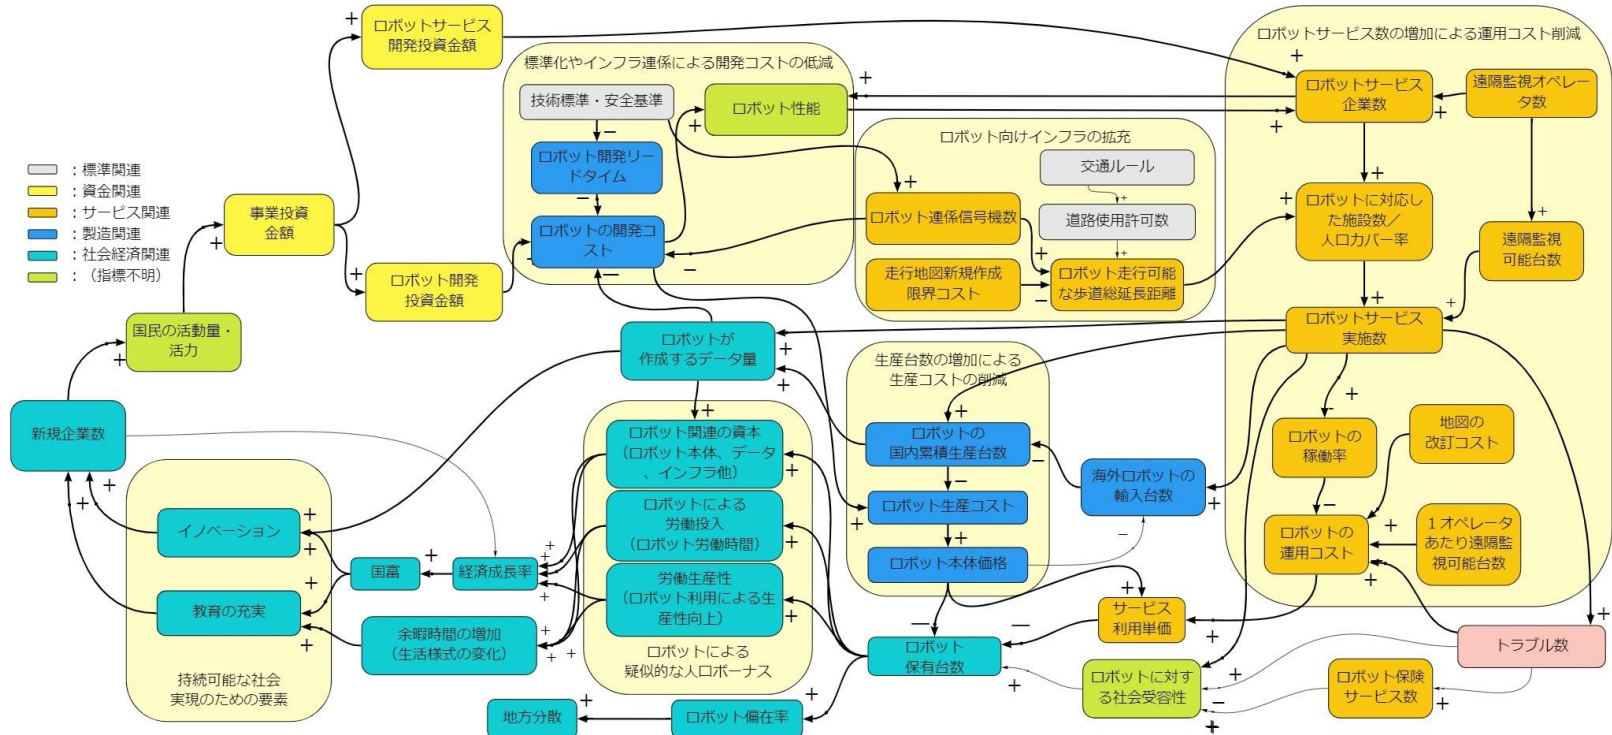 ロボットサービス
開発投資金額
標準化やインフラ連係による開発コストの低減
技術標準・安全基準
ロボット性能
ロボット開発リー
ドタイム
ロボットの開発コ
スト
ロボットサービス数の増加による運用コスト削減
ロボットサービス
企業数
遠隔監視オペレー
タ数
ロボット向けインフラの拡充
交通ルール
ロボット連係信号機数
道路使用許可数
走行地図新規作成
限界コスト
ロボット走行可能
な歩道総延長距離
ロボットに対応し
た施設数／
人口カバー率
遠隔監視
可能台数
：標準関連
：資金関連
：サービス関連
：製造関連
：社会経済関連
：（指標不明）
事業投資
金額
ロボット開発
投資金額
国民の活動量・
活力
ロボットが
作成するデータ量
ロボットサービス
実施数
生産台数の増加による
生産コストの削減
新規企業数
ロボット関連の資本
（ロボット本体、データ
、インフラ他）
ロボットによる
労働投入
（ロボット労働時間）
労働生産性
（ロボット利用による生
産性向上）
ロボットによる
疑似的な人口ボーナス
ロボットの
国内累積生産台数
ロボット生産コスト
ロボット本体価格
海外ロボットの
輸入台数
ロボットの
稼働率
地図の
改訂コスト
ロボットの
運用コスト
１オペレータ
あたり遠隔監
視可能台数
イノベーション
教育の充実
国富
経済成長率
余暇時間の増加
（生活様式の変化）
持続可能な社会
実現のための要素
サービス
利用単価
ロボット
保有台数
トラブル数
ロボットに対す
る社会受容性
ロボット保険
サービス数
地方分散
ロボット偏在率